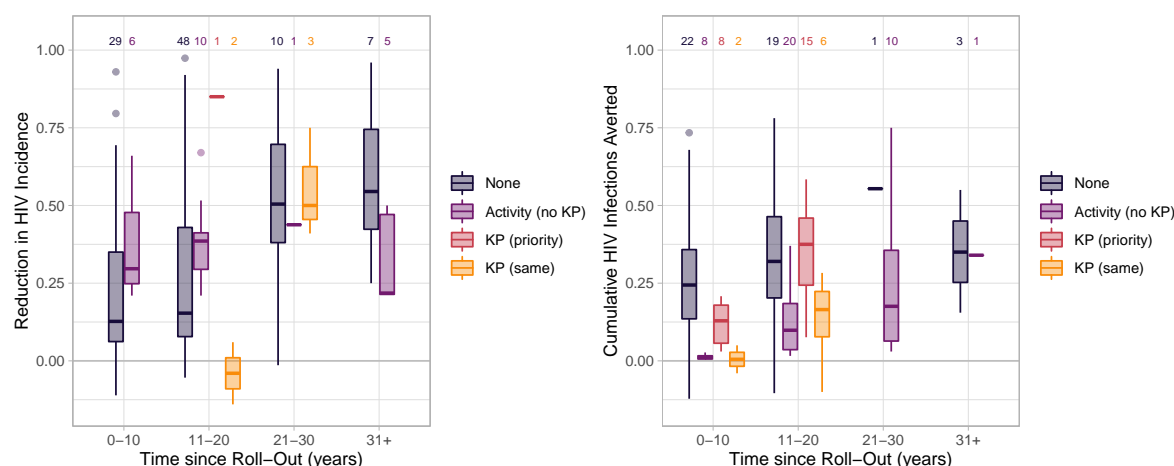 Reduction in HIV Incidence
29 6 48 10 1 2 10 1 3 7 5
1.00
0.75
0.50
0.25
0.00
0−10 11−20 21−30 31+
Time since Roll−Out (years)
None
Activity (no KP)
KP (priority)
KP (same)
Cumulative HIV Infections Averted
22 8 8 2 19 20 15 6 1 10 3 1
1.00
0.75
0.50
0.25
0.00
0−10 11−20 21−30 31+
Time since Roll−Out (years)
None
Activity (no KP)
KP (priority)
KP (same)